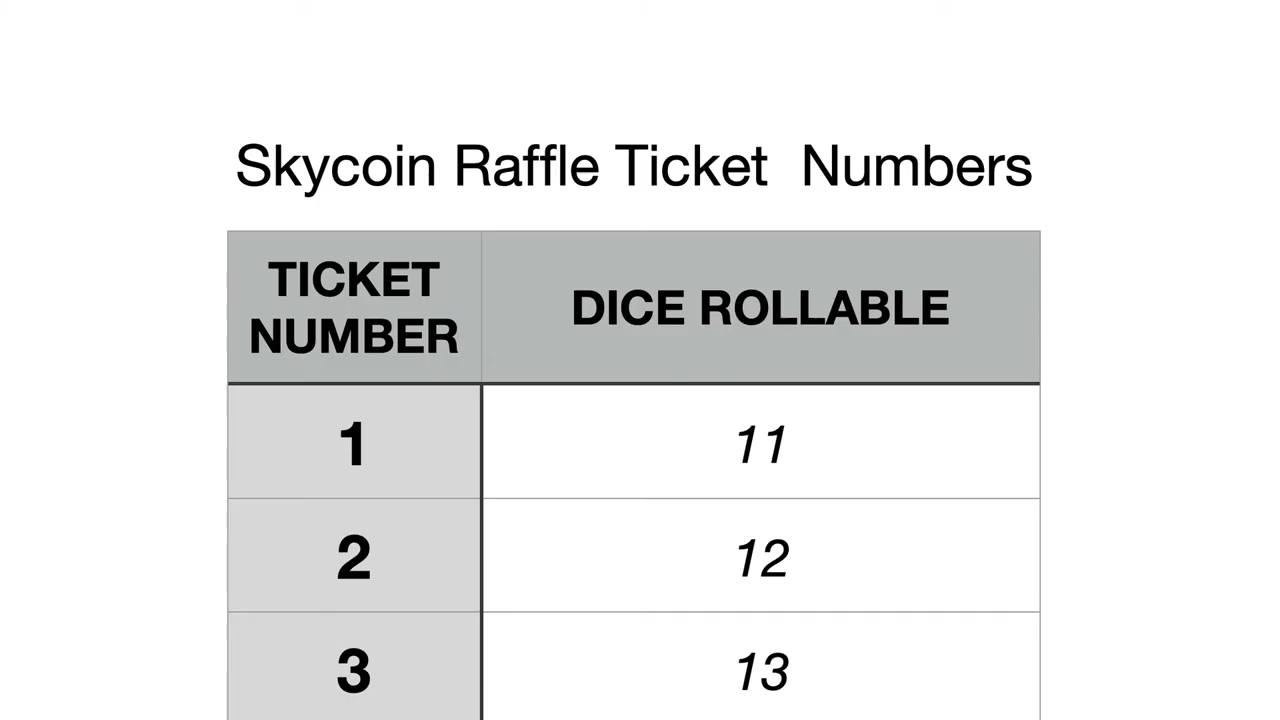 Skycoin Raffle Ticket  Numbers
TICKET
NUMBER
DICE ROLLABLE
1 11
2 12
3 13